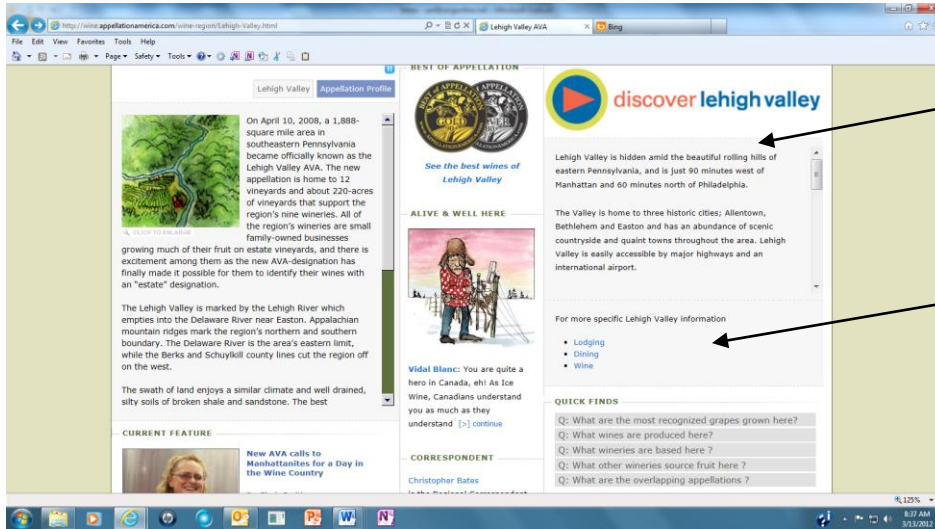 http://wine.appellationamerica.com/wine-region/Lehigh-Valley.html
Lehigh Valley AVA
Bing
File Edit View Favorites Tools Help
Page Safety Tools
Lehigh Valley
Appellation Profile
On April 10, 2008, a 1,888-
square mile area in
southeastern Pennsylvania
became officially known as the
Lehigh Valley AVA. The new
appellation is home to 12
vineyards and about 220-acres
of vineyards that support the
region's nine wineries. All of
the region's wineries are small
family-owned businesses
CLICK TO ENLARGE
growing much of their fruit on estate vineyards, and there is
excitement among them as the new AVA-designation has
finally made it possible for them to identify their wines with
an "estate" designation.
The Lehigh Valley is marked by the Lehigh River which
empties into the Delaware River near Easton. Appalachian
mountain ridges mark the region's northern and southern
boundary. The Delaware River is the area's eastern limit,
while the Berks and Schuylkill county lines cut the region off
on the west.
The swath of land enjoys a similar climate and well drained,
silty soils of broken shale and sandstone. The best
CURRENT FEATURE
New AVA calls to
Manhattanites for a Day in
the Wine Country
BEST OF APPELLATION
GOLD
See the best wines of
Lehigh Valley
ALIVE & WELL HERE
Vidal Blanc: You are quite a
hero in Canada, eh! As Ice
Wine, Canadians understand
you as much as they
understand [>] continue
CORRESPONDENT
Christopher Bates
is the Regional Correspondent
discover lehigh valley
Lehigh Valley is hidden amid the beautiful rolling hills of
eastern Pennsylvania, and is just 90 minutes west of
Manhattan and 60 minutes north of Philadelphia.
The Valley is home to three historic cities; Allentown,
Bethlehem and Easton and has an abundance of scenic
countryside and quaint towns throughout the area. Lehigh
Valley is easily accessible by major highways and an
international airport.
For more specific Lehigh Valley information
Lodging
Dining
Wine
QUICK FINDS
Q: What are the most recognized grapes grown here?
Q: What wines are produced here?
Q: What wineries are based here ?
Q: What other wineries source fruit here ?
Q: What are the overlapping appellations ?
125%
8:37 AM